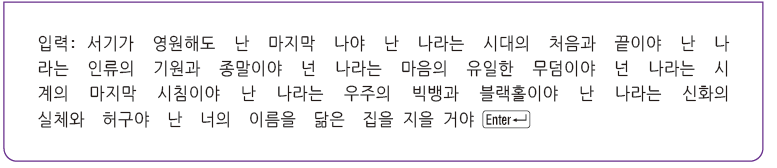 입력: 서기가 영원해도 난 마지막 나야 난 나라는 시대의 처음과 끝이야 난 나
라는 인류의 기원과 종말이야 넌 나라는 마음의 유일한 무덤이야 넌 나라는 시
계의 마지막 시침이야 난 나라는 우주의 빅뱅과 블랙홀이야 난 나라는 신화의
실체와 허구야 난 너의 이름을 닮은 집을 지을 거야 Enter↵